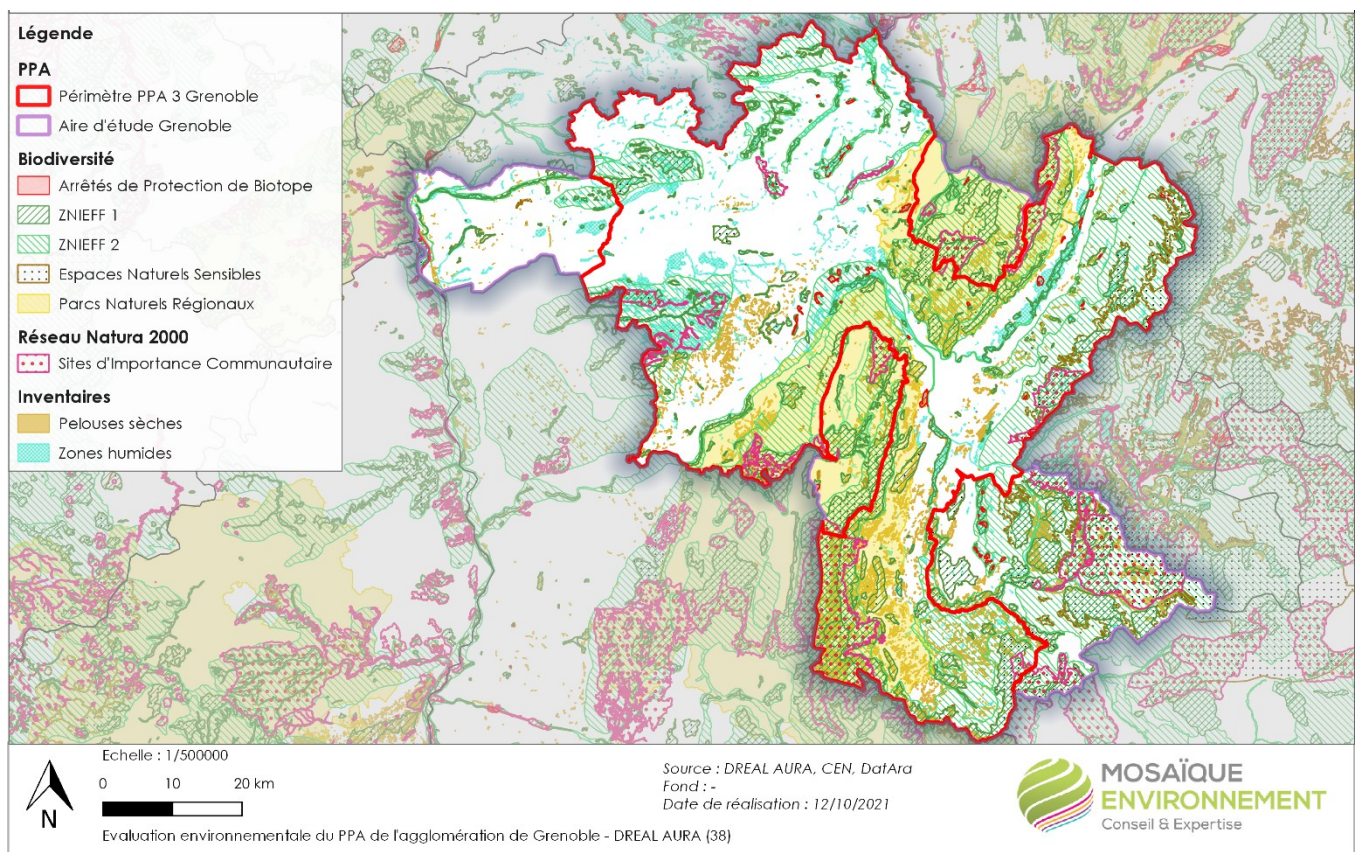 Légende
PPA
Périmètre PPA 3 Grenoble
Aire d'étude Grenoble
Biodiversité
Arrêtés de Protection de Biotope
ZNIEFF 1
ZNIEFF 2
Espaces Naturels Sensibles
Parcs Naturels Régionaux
Réseau Natura 2000
Sites d'Importance Communautaire
Inventaires
Pelouses sèches
Zones humides
N
Echelle : 1/500000
0 10 20 km
Evaluation environnementale du PPA de l'agglomération de Grenoble - DREAL AURA (38)
Source : DREAL AURA, CEN, DatAra
Fond : -
Date de réalisation : 12/10/2021
MOSAÏQUE
ENVIRONNEMENT
Conseil & Expertise